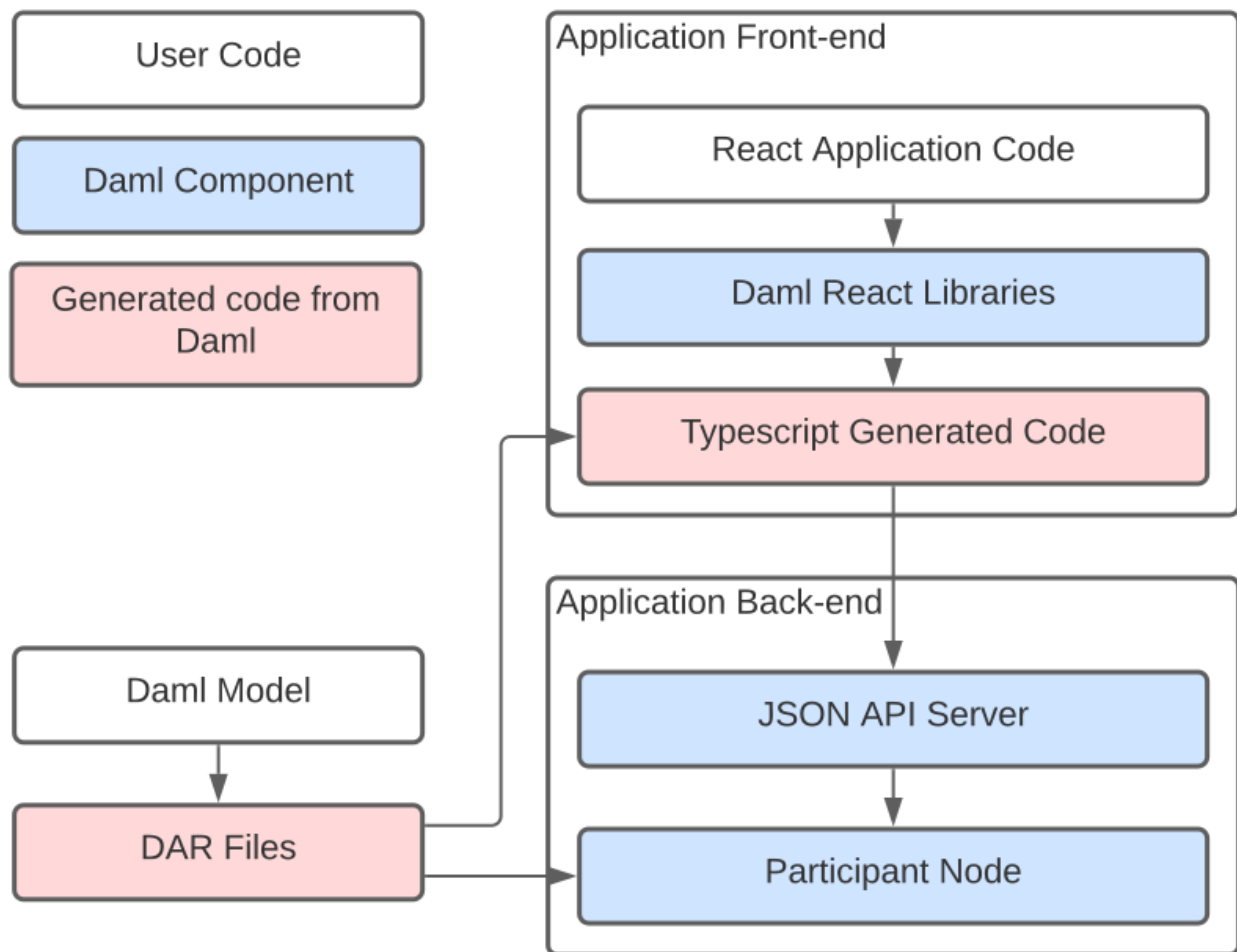 User Code
Daml Component
Generated code from
Daml
Application Front-end
React Application Code
Daml React Libraries
Typescript Generated Code
Application Back-end
JSON API Server
Participant Node
Daml Model
DAR Files